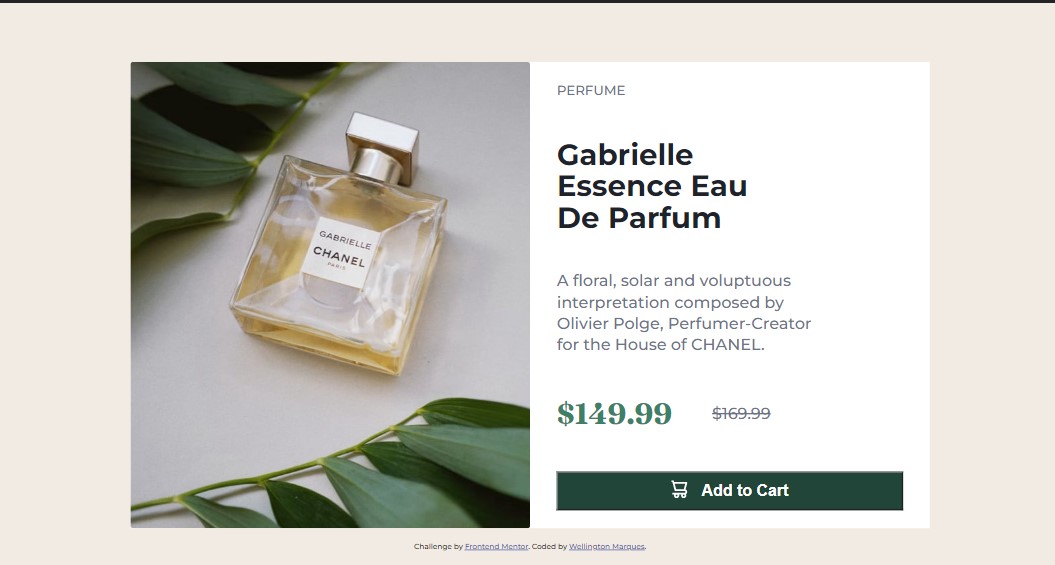 PERFUME
Gabrielle
Essence Eau
De Parfum
A floral, solar and voluptuous
interpretation composed by
Olivier Polge, Perfumer-Creator
for the House of CHANEL.
$149.99 $169.99
Add to Cart
GABRIELLE
CHANEL
PARIS
Challenge by Frontend Mentor. Coded by Wellington Marques.